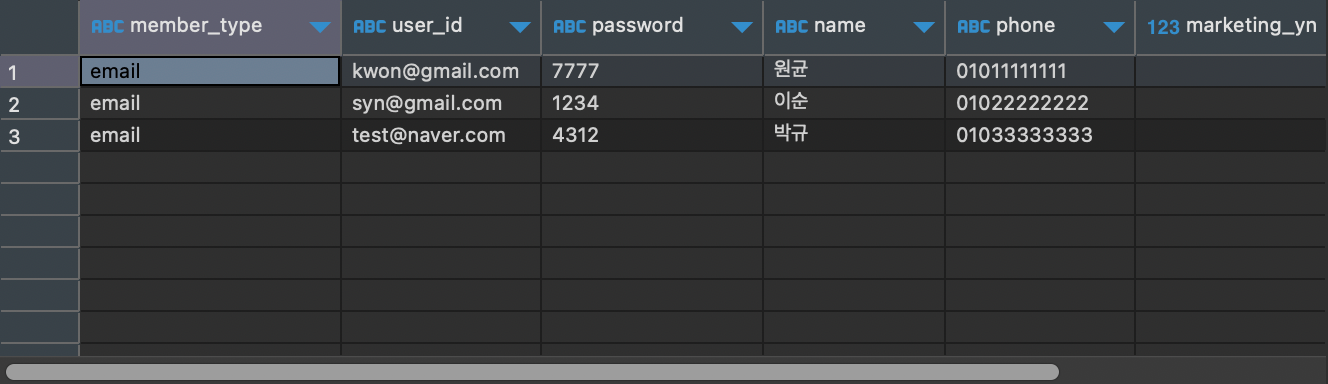 ABC member_type ABC user_id ABC password ABC name ABC phone 123 marketing_yn
1 email kwon@gmail.com 7777 원균 01011111111
2 email syn@gmail.com 1234 이순 01022222222
3 email test@naver.com 4312 박규 01033333333